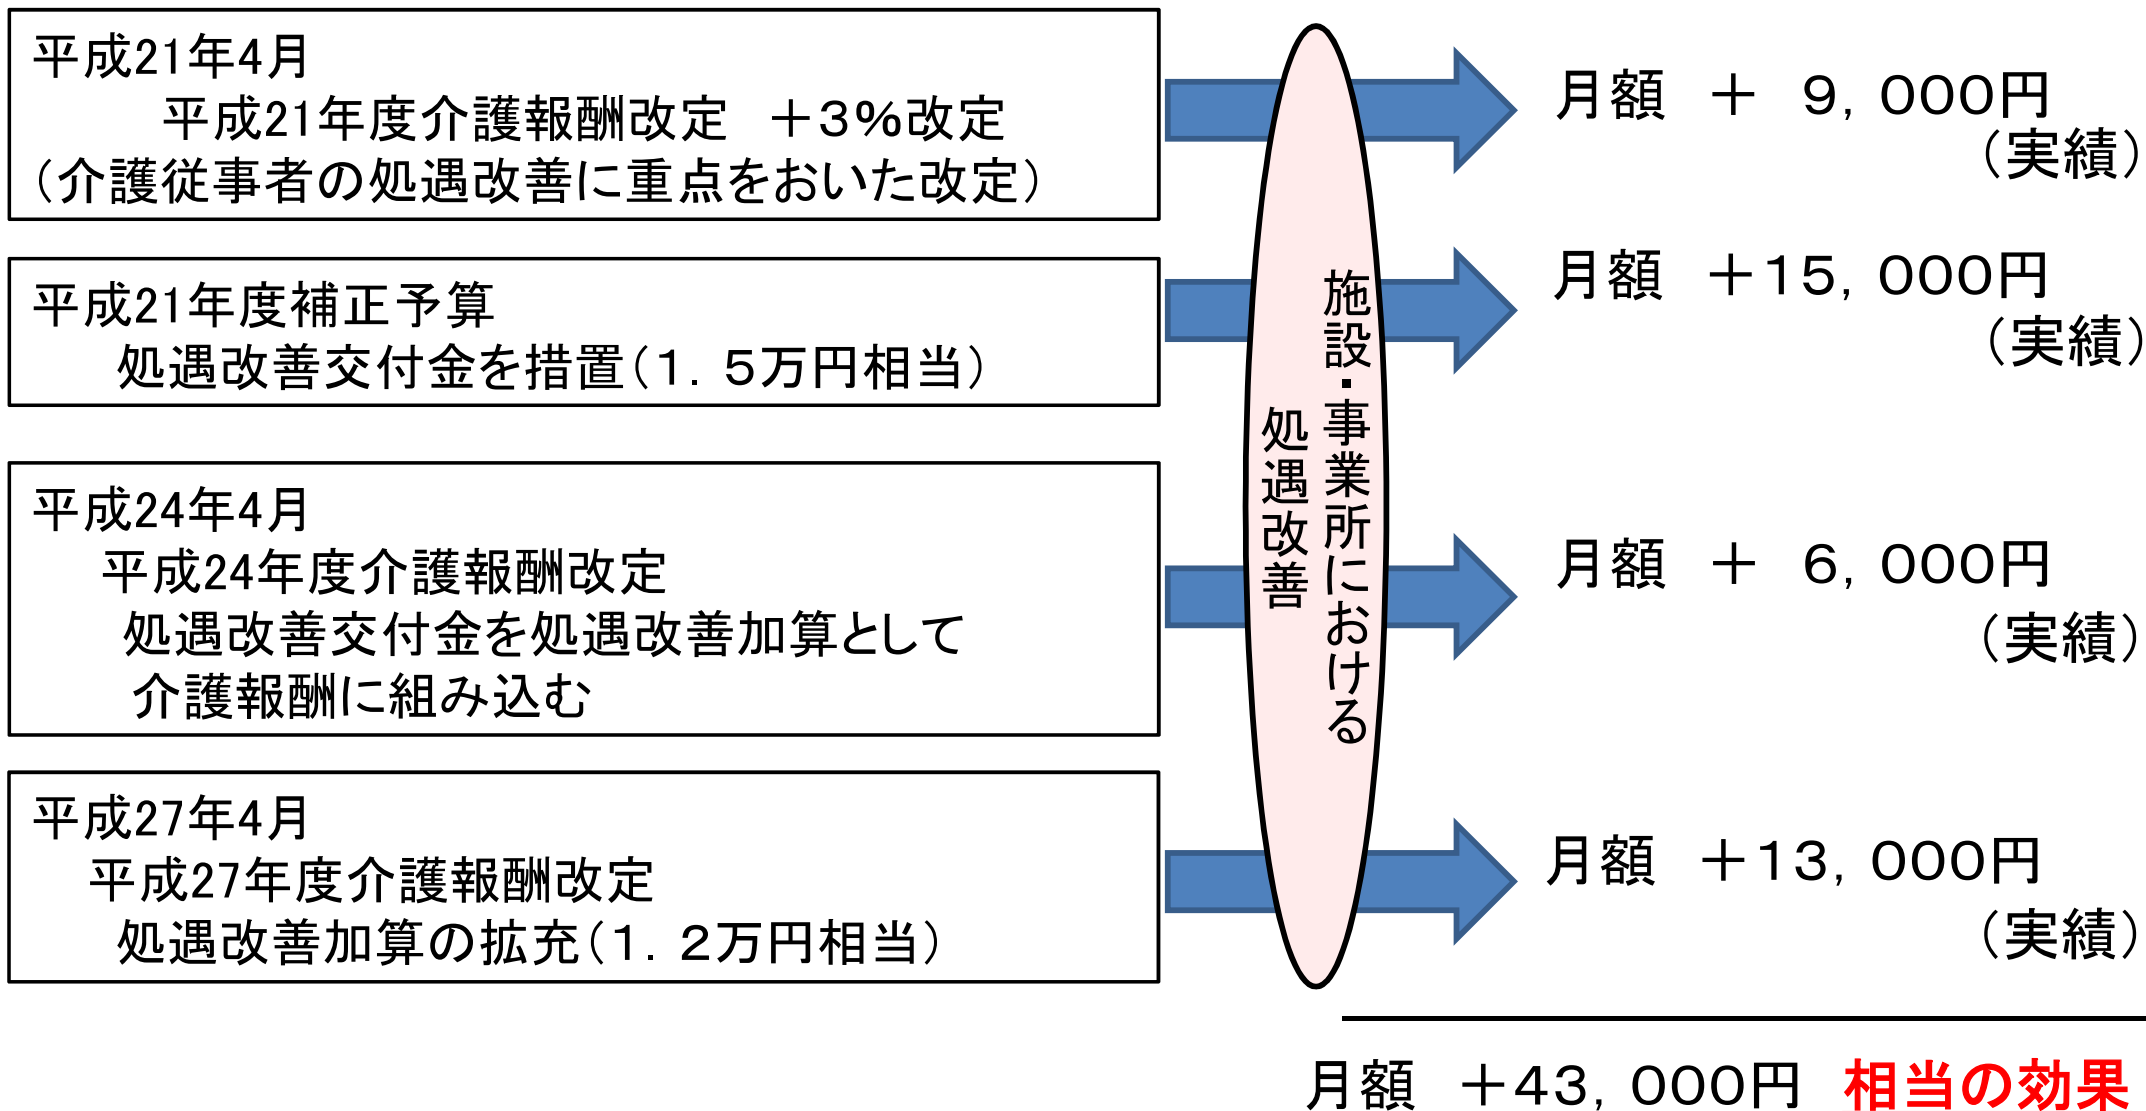 平成21年4月
平成21年度介護報酬改定　＋３％改定
（介護従事者の処遇改善に重点をおいた改定）
月額　＋　９，０００円
（実績）
平成21年度補正予算
処遇改善交付金を措置（１．５万円相当）
月額　＋１５，０００円
（実績）
平成24年4月
平成24年度介護報酬改定
処遇改善交付金を処遇改善加算として
介護報酬に組み込む
月額　＋　６，０００円
（実績）
平成27年4月
平成27年度介護報酬改定
処遇改善加算の拡充（１．２万円相当）
月額　＋１３，０００円
（実績）
施設・事業所における
処遇改善
月額　＋４３，０００円　相当の効果